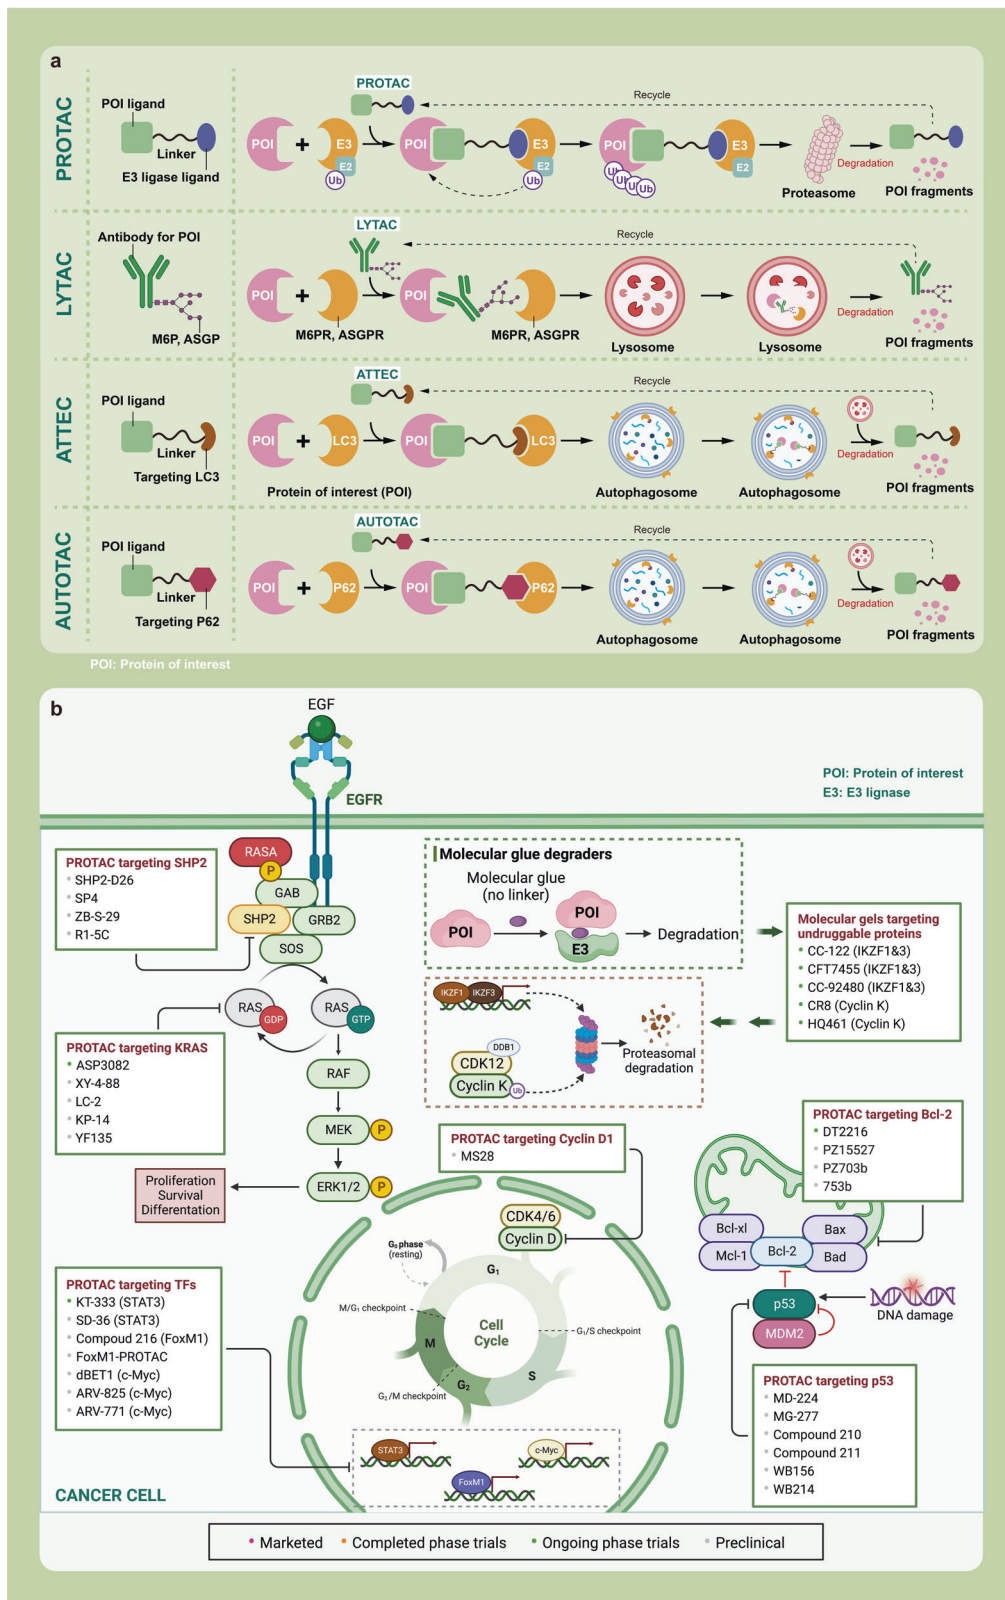 a
PROTAC
POI ligand
Linker
E3 ligase ligand
PROTAC
Recycle
POI
+
E3
E2
Ub
POI
E3
E2
Ub
POI
E3
E2
Ub
Ub
Ub
Ub
Proteasome
Degradation
POI fragments
LYTAC
Antibody for POI
M6P, ASGP
LYTAC
Recycle
POI
+
M6PR, ASGPR
POI
M6PR, ASGPR
Lysosome
Lysosome
Degradation
POI fragments
ATTEC
POI ligand
Linker
Targeting LC3
ATTEC
Recycle
POI
+
LC3
POI
LC3
Protein of interest (POI)
Autophagosome
Autophagosome
Degradation
POI fragments
AUTOTAC
POI ligand
Linker
Targeting P62
AUTOTAC
Recycle
POI
+
P62
POI
P62
Autophagosome
Autophagosome
Degradation
POI fragments
POI: Protein of interest
b
EGF
EGFR
POI: Protein of interest
E3: E3 lignase
PROTAC targeting SHP2
SHP2-D26
SP4
ZB-S-29
R1-5C
RASA
P
GAB
SHP2
GRB2
SOS
RAS
GDP
RAS
GTP
RAF
MEK
P
ERK1/2
P
Proliferation
Survival
Differentation
PROTAC targeting KRAS
ASP3082
XY-4-88
LC-2
KP-14
YF135
Molecular glue degraders
Molecular glue
(no linker)
POI
POI
E3
Degradation
Molecular gels targeting
undruggable proteins
CC-122 (IKZF1&3)
CFT7455 (IKZF1&3)
CC-92480 (IKZF1&3)
CR8 (Cyclin K)
HQ461 (Cyclin K)
IKZF1
IKZF3
DDB1
CDK12
Cyclin K
Ub
Proteasomal
degradation
PROTAC targeting Cyclin D1
MS28
CDK4/6
Cyclin D
PROTAC targeting Bcl-2
DT2216
PZ15527
PZ703b
753b
Bcl-xl
Bax
Mcl-1
Bcl-2
Bad
p53
MDM2
DNA damage
PROTAC targeting p53
MD-224
MG-277
Compound 210
Compound 211
WB156
WB214
PROTAC targeting TFs
KT-333 (STAT3)
SD-36 (STAT3)
Compoud 216 (FoxM1)
FoxM1-PROTAC
dBET1 (c-Myc)
ARV-825 (c-Myc)
ARV-771 (c-Myc)
G0 phase
(resting)
G1
M/G1 checkpoint
Cell
Cycle
G1/S checkpoint
M
S
G2
G2/M checkpoint
STAT3
c-Myc
FoxM1
CANCER CELL
Marketed
Completed phase trials
Ongoing phase trials
Preclinical